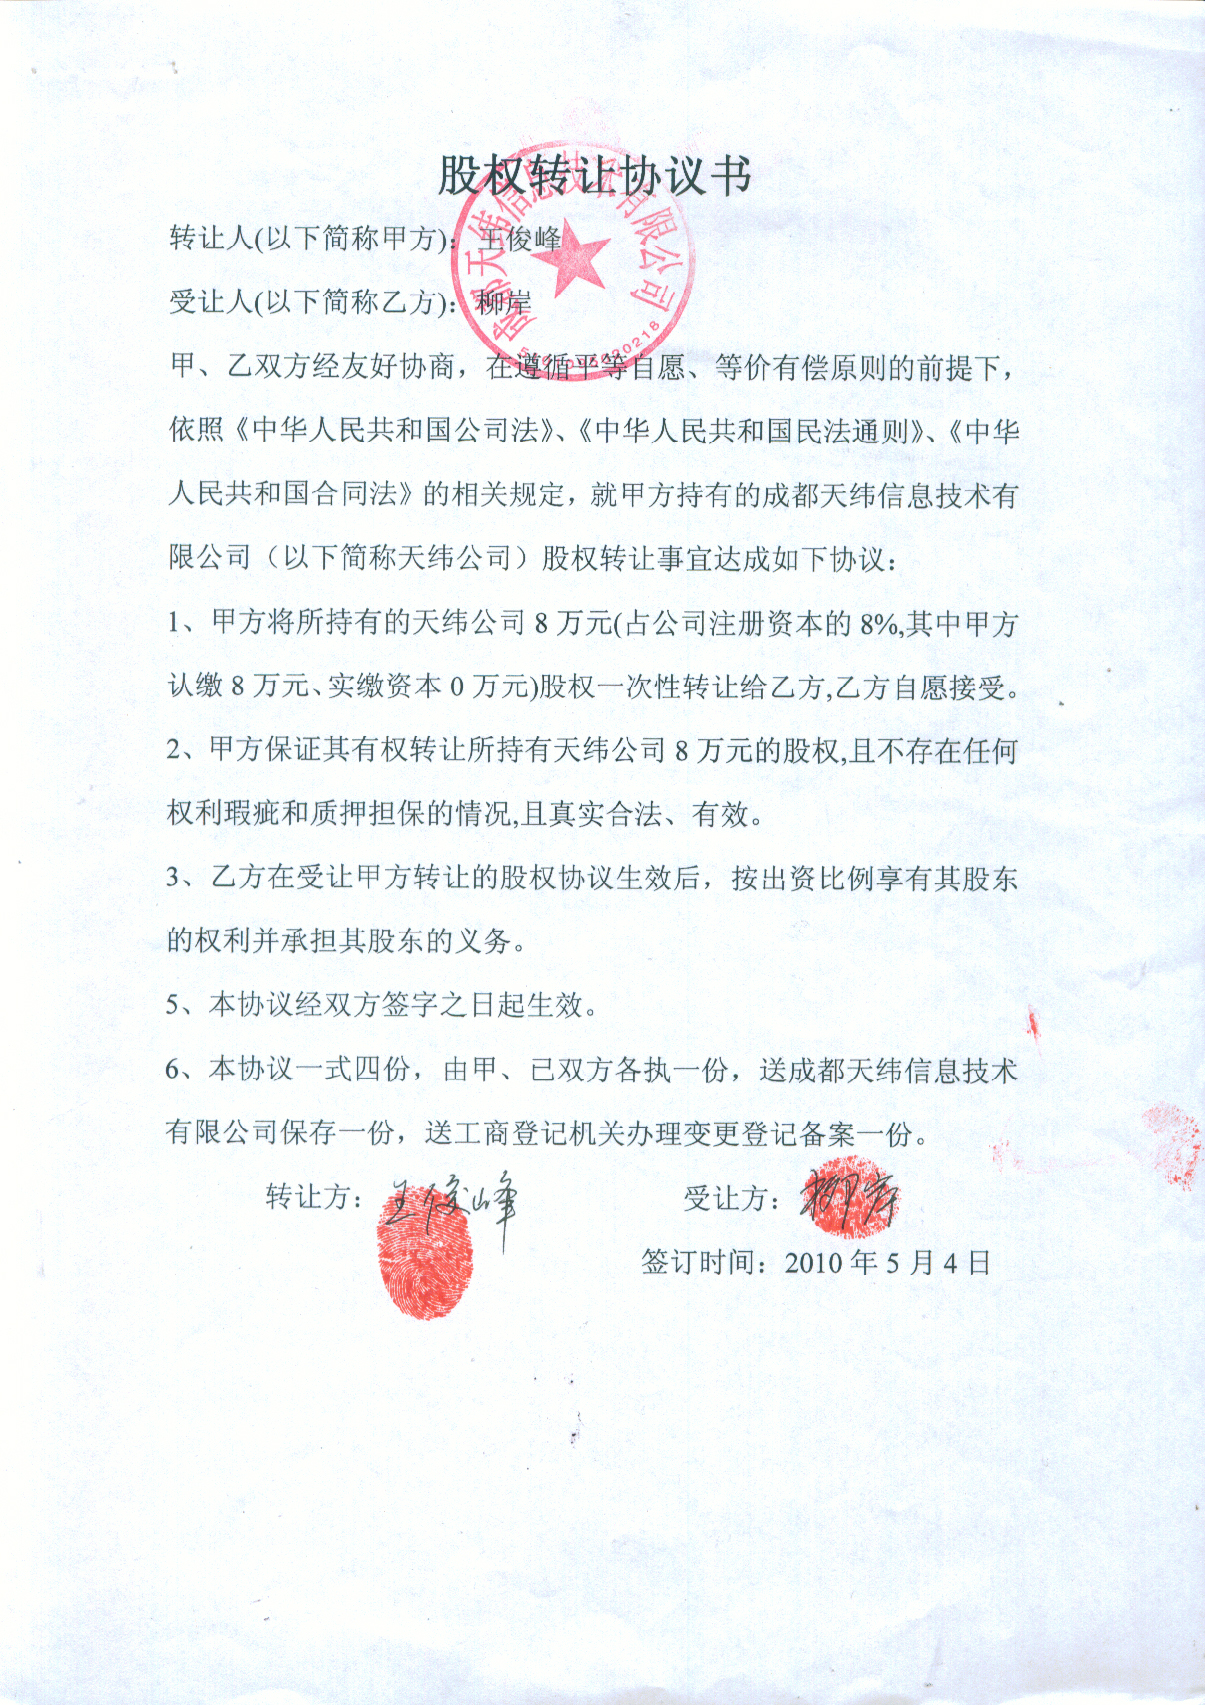 股权转让协议书
成都天纬信息技术有限公司
转让人(以下简称甲方)：王俊峰
受让人(以下简称乙方)：柳岸
甲、乙双方经友好协商，在遵循平等自愿、等价有偿原则的前提下，
依照《中华人民共和国公司法》、《中华人民共和国民法通则》、《中华
人民共和国合同法》的相关规定，就甲方持有的成都天纬信息技术有
限公司（以下简称天纬公司）股权转让事宜达成如下协议：
1、甲方将所持有的天纬公司 8 万元(占公司注册资本的 8%,其中甲方
认缴 8 万元、实缴资本 0 万元)股权一次性转让给乙方,乙方自愿接受。
2、甲方保证其有权转让所持有天纬公司 8 万元的股权,且不存在任何
权利瑕疵和质押担保的情况,且真实合法、有效。
3、乙方在受让甲方转让的股权协议生效后，按出资比例享有其股东
的权利并承担其股东的义务。
5、本协议经双方签字之日起生效。
6、本协议一式四份，由甲、已双方各执一份，送成都天纬信息技术
有限公司保存一份，送工商登记机关办理变更登记备案一份。
转让方：王俊峰 受让方：柳岸
签订时间：2010 年 5 月 4 日